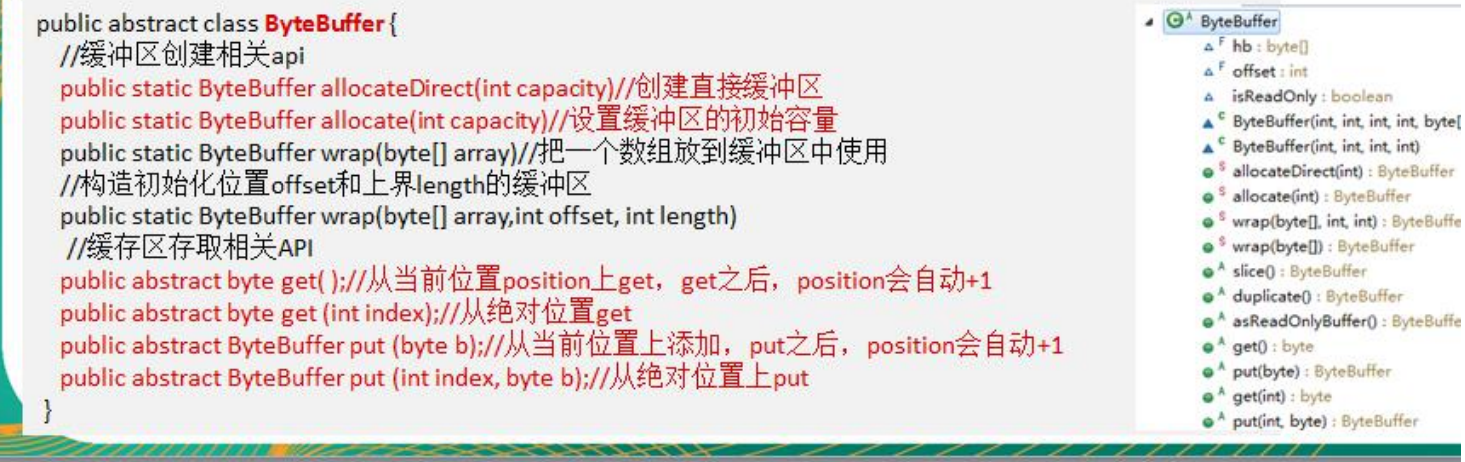 public abstract class ByteBuffer {
//缓冲区创建相关api
public static ByteBuffer allocateDirect(int capacity)//创建直接缓冲区
public static ByteBuffer allocate(int capacity)//设置缓冲区的初始容量
public static ByteBuffer wrap(byte[] array)//把一个数组放到缓冲区中使用
//构造初始化位置offset和上界length的缓冲区
public static ByteBuffer wrap(byte[] array,int offset, int length)
//缓存区存取相关API
public abstract byte get( );//从当前位置position上get，get之后，position会自动+1
public abstract byte get (int index);//从绝对位置get
public abstract ByteBuffer put (byte b);//从当前位置上添加，put之后，position会自动+1
public abstract ByteBuffer put (int index, byte b);//从绝对位置上put
}
ByteBuffer
hb : byte[]
offset : int
isReadOnly : boolean
ByteBuffer(int, int, int, int, byte[
ByteBuffer(int, int, int, int)
allocateDirect(int) : ByteBuffer
allocate(int) : ByteBuffer
wrap(byte[], int, int) : ByteBuffe
wrap(byte[]) : ByteBuffer
slice() : ByteBuffer
duplicate() : ByteBuffer
asReadOnlyBuffer() : ByteBuffe
get() : byte
put(byte) : ByteBuffer
get(int) : byte
put(int, byte) : ByteBuffer